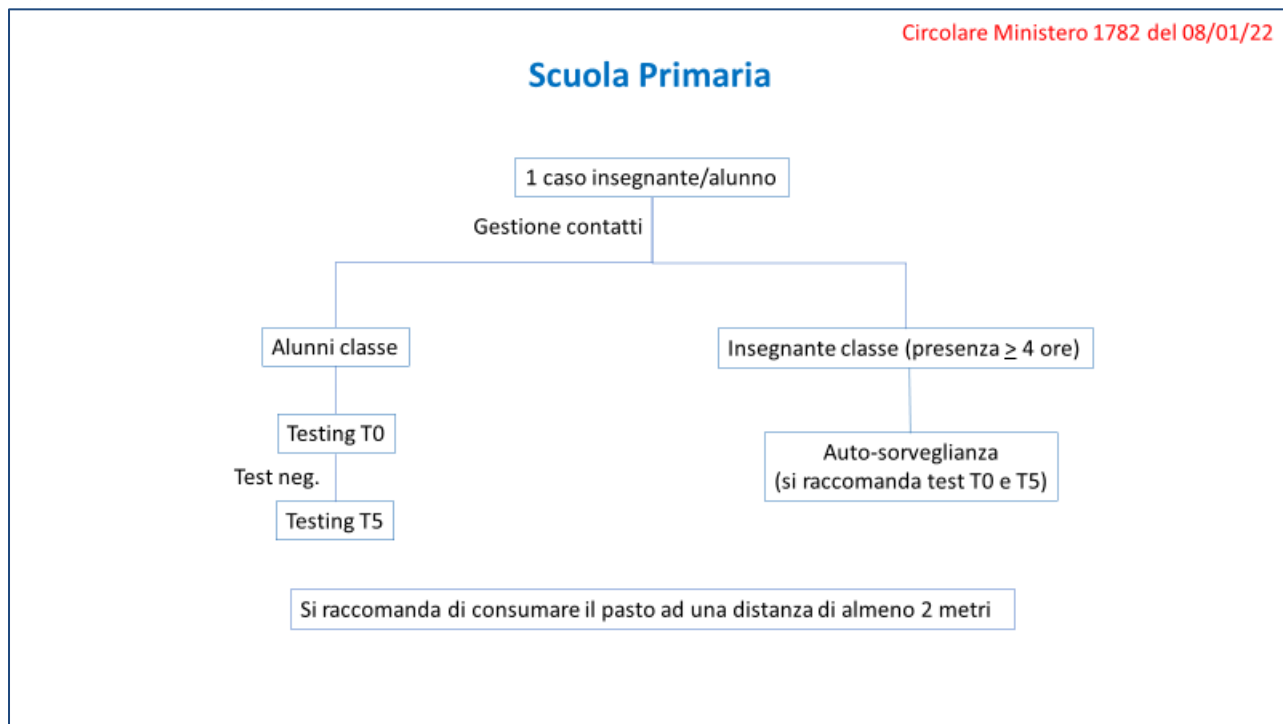 Circolare Ministero 1782 del 08/01/22
Scuola Primaria
1 caso insegnante/alunno
Gestione contatti
Alunni classe
Insegnante classe (presenza ≥ 4 ore)
Testing T0
Test neg.
Testing T5
Auto-sorveglianza
(si raccomanda test T0 e T5)
Si raccomanda di consumare il pasto ad una distanza di almeno 2 metri